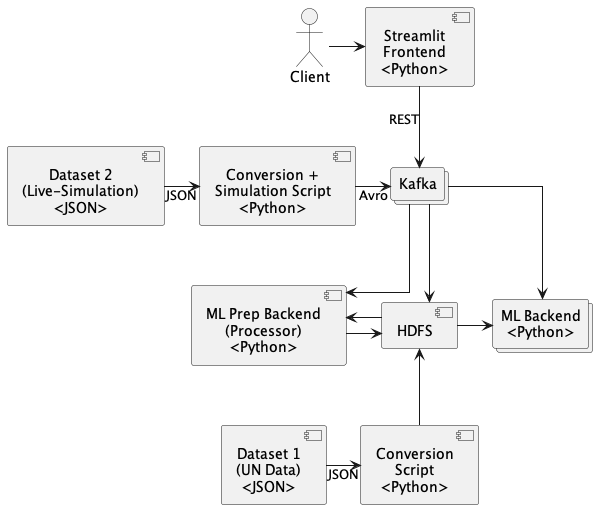 Streamlit
Frontend
<Python>
Client
REST
Dataset 2
(Live-Simulation)
<JSON>
JSON
Conversion +
Simulation Script
<Python>
Avro
Kafka
ML Prep Backend
(Processor)
<Python>
HDFS
ML Backend
<Python>
Dataset 1
(UN Data)
<JSON>
JSON
Conversion
Script
<Python>